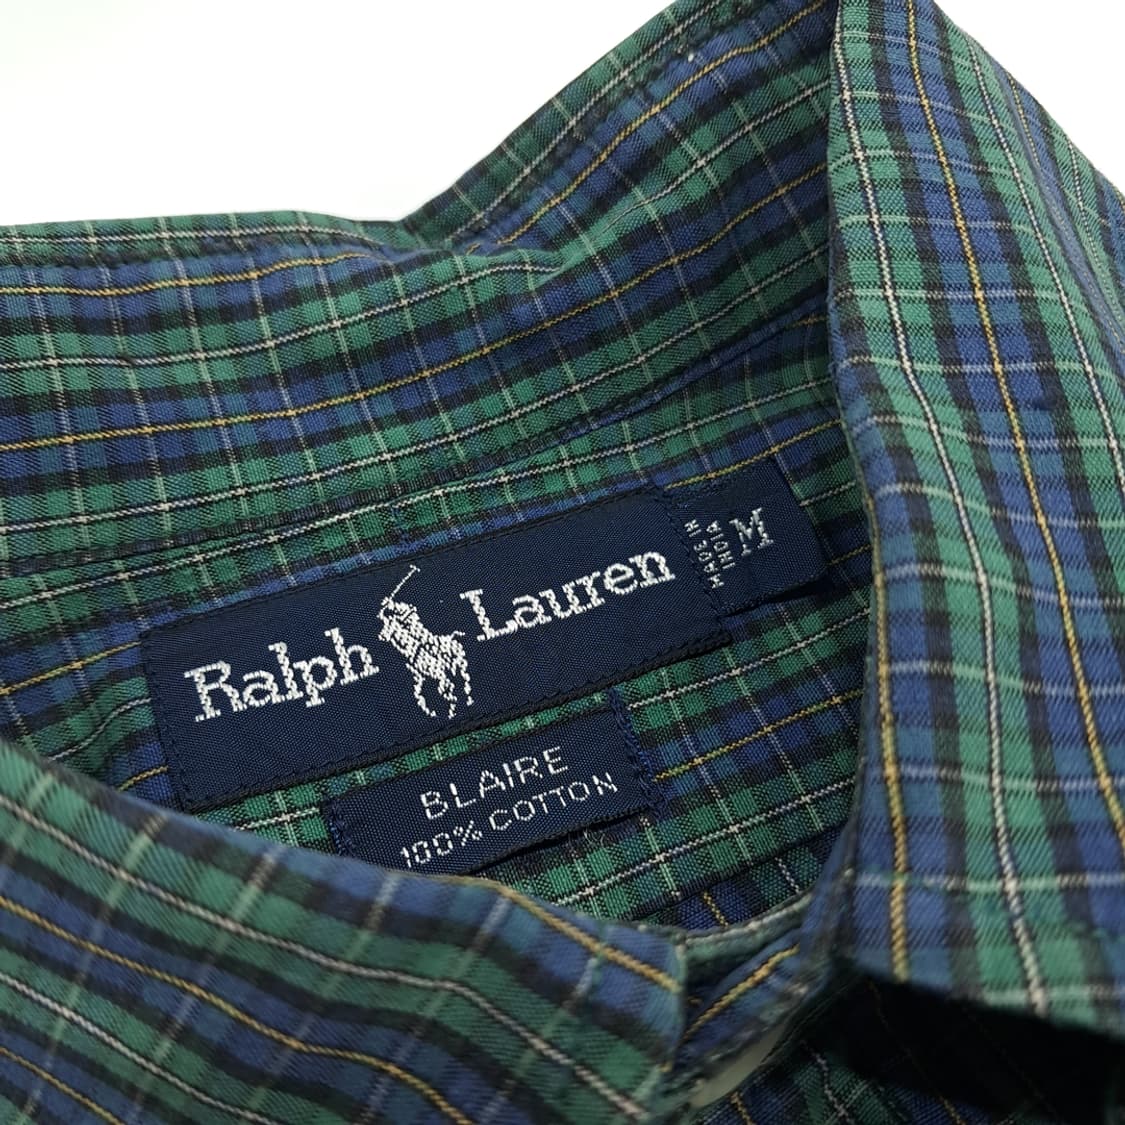 Ralph Lauren
MADE IN
INDIA
M
BLAIRE
100% COTTON